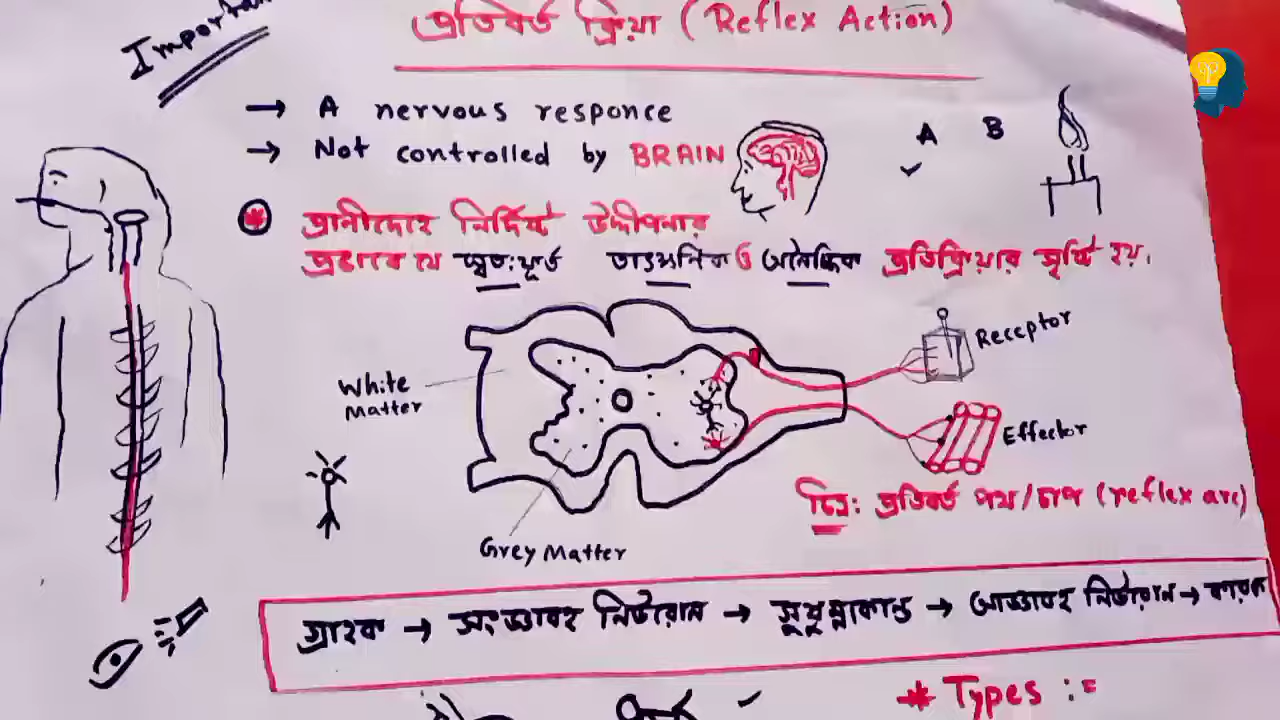 Important
প্রতিবর্ত ক্রিয়া (Reflex Action)
→ A nervous responce
→ Not controlled by BRAIN
A B
প্রানীদেহে নির্দিষ্ট উদ্দীপনার
প্রভাবে যে স্বতঃস্ফূর্ত তাৎক্ষনিক ও অনৈচ্ছিক প্রতিক্রিয়ার সৃষ্টি হয়।
Receptor
White
Matter
Effector
চিত্র: প্রতিবর্ত পথ/চাপ (reflex arc)
Grey Matter
গ্রাহক → সংজ্ঞাবহ নিউরোন → সুষুম্নাকান্ড → আজ্ঞাবহ নিউরোন → কারক
* Types :=